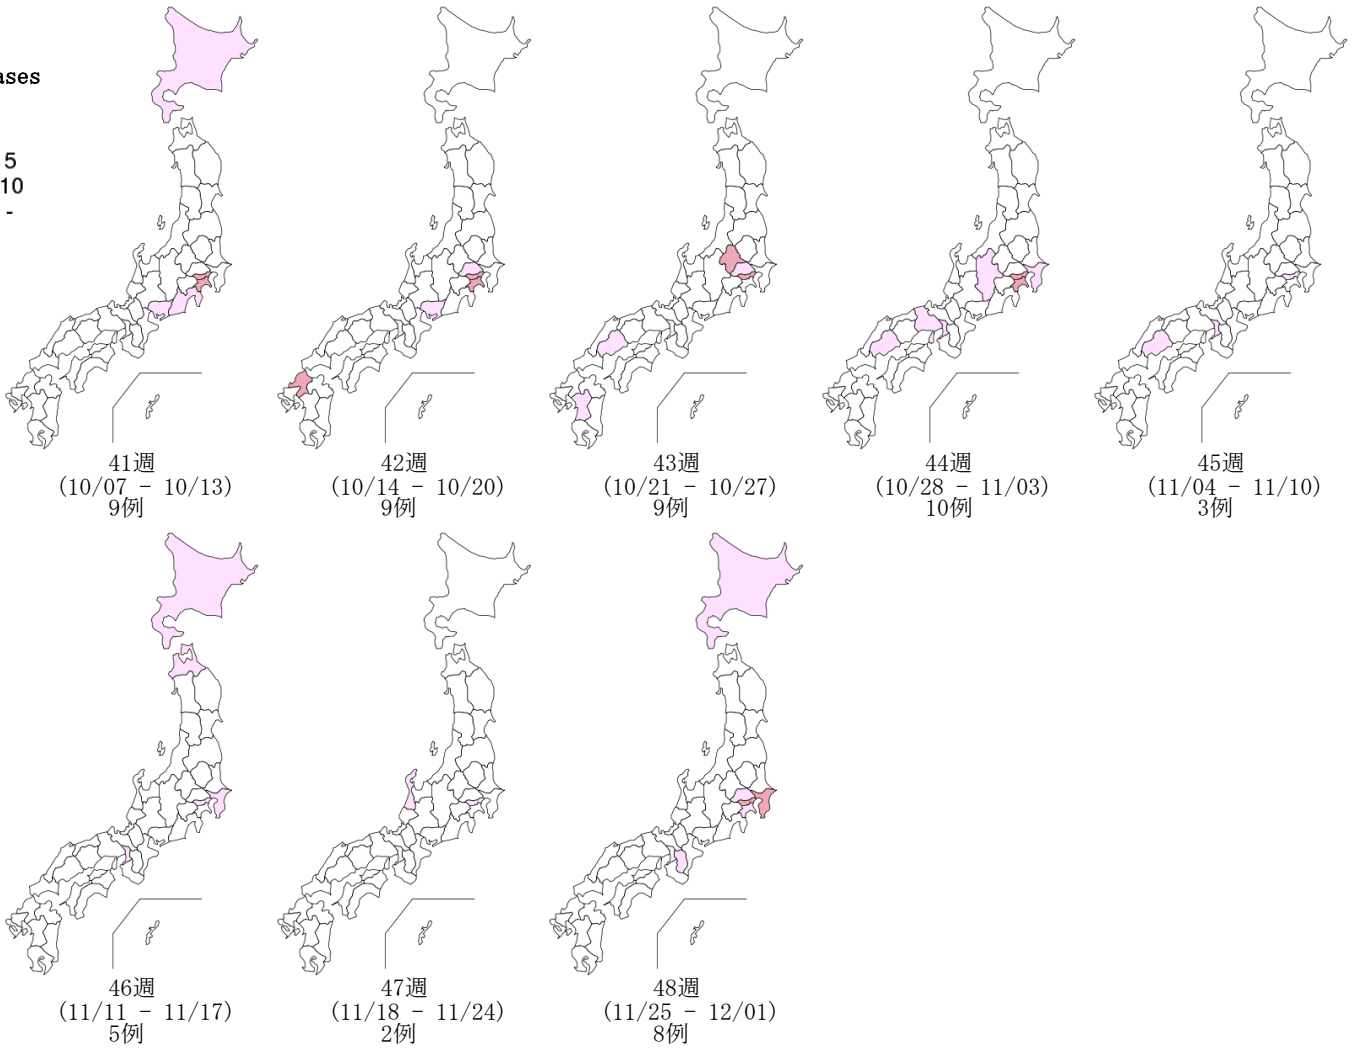 ases
5
10
-
41週
(10/07 - 10/13)
9例
42週
(10/14 - 10/20)
9例
43週
(10/21 - 10/27)
9例
44週
(10/28 - 11/03)
10例
45週
(11/04 - 11/10)
3例
46週
(11/11 - 11/17)
5例
47週
(11/18 - 11/24)
2例
48週
(11/25 - 12/01)
8例